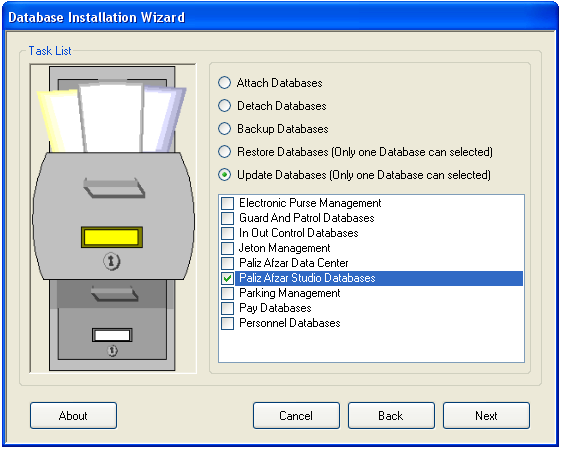 Database Installation Wizard
Task List
Attach Databases
Detach Databases
Backup Databases
Restore Databases (Only one Database can selected)
Update Databases (Only one Database can selected)
Electronic Purse Management
Guard And Patrol Databases
In Out Control Databases
Jeton Management
Paliz Afzar Data Center
Paliz Afzar Studio Databases
Parking Management
Pay Databases
Personnel Databases
About
Cancel
Back
Next